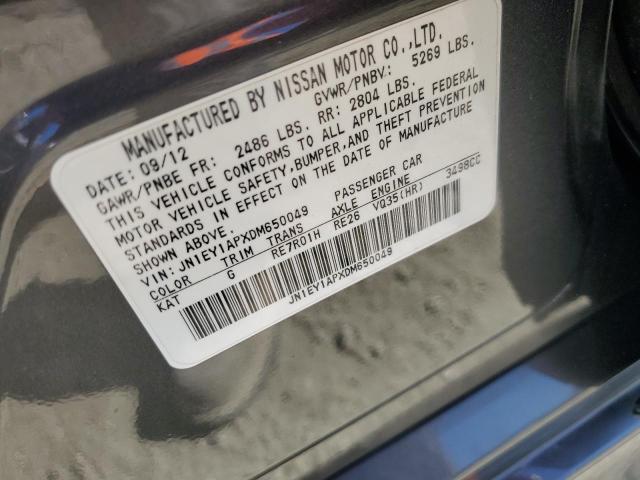 MANUFACTURED BY NISSAN MOTOR CO.,LTD.
DATE: 09/12 GVWR/PNBV: 5269 LBS.
GAWR/PNBE FR: 2486 LBS. RR: 2804 LBS.
THIS VEHICLE CONFORMS TO ALL APPLICABLE FEDERAL
MOTOR VEHICLE SAFETY,BUMPER,AND THEFT PREVENTION
STANDARDS IN EFFECT ON THE DATE OF MANUFACTURE
SHOWN ABOVE.
VIN: JN1EY1APXDM650049 PASSENGER CAR
COLOR TRIM TRANS AXLE ENGINE
KAT G RE7R01H RE26 VQ35(HR) 3498CC
JN1EY1APXDM650049